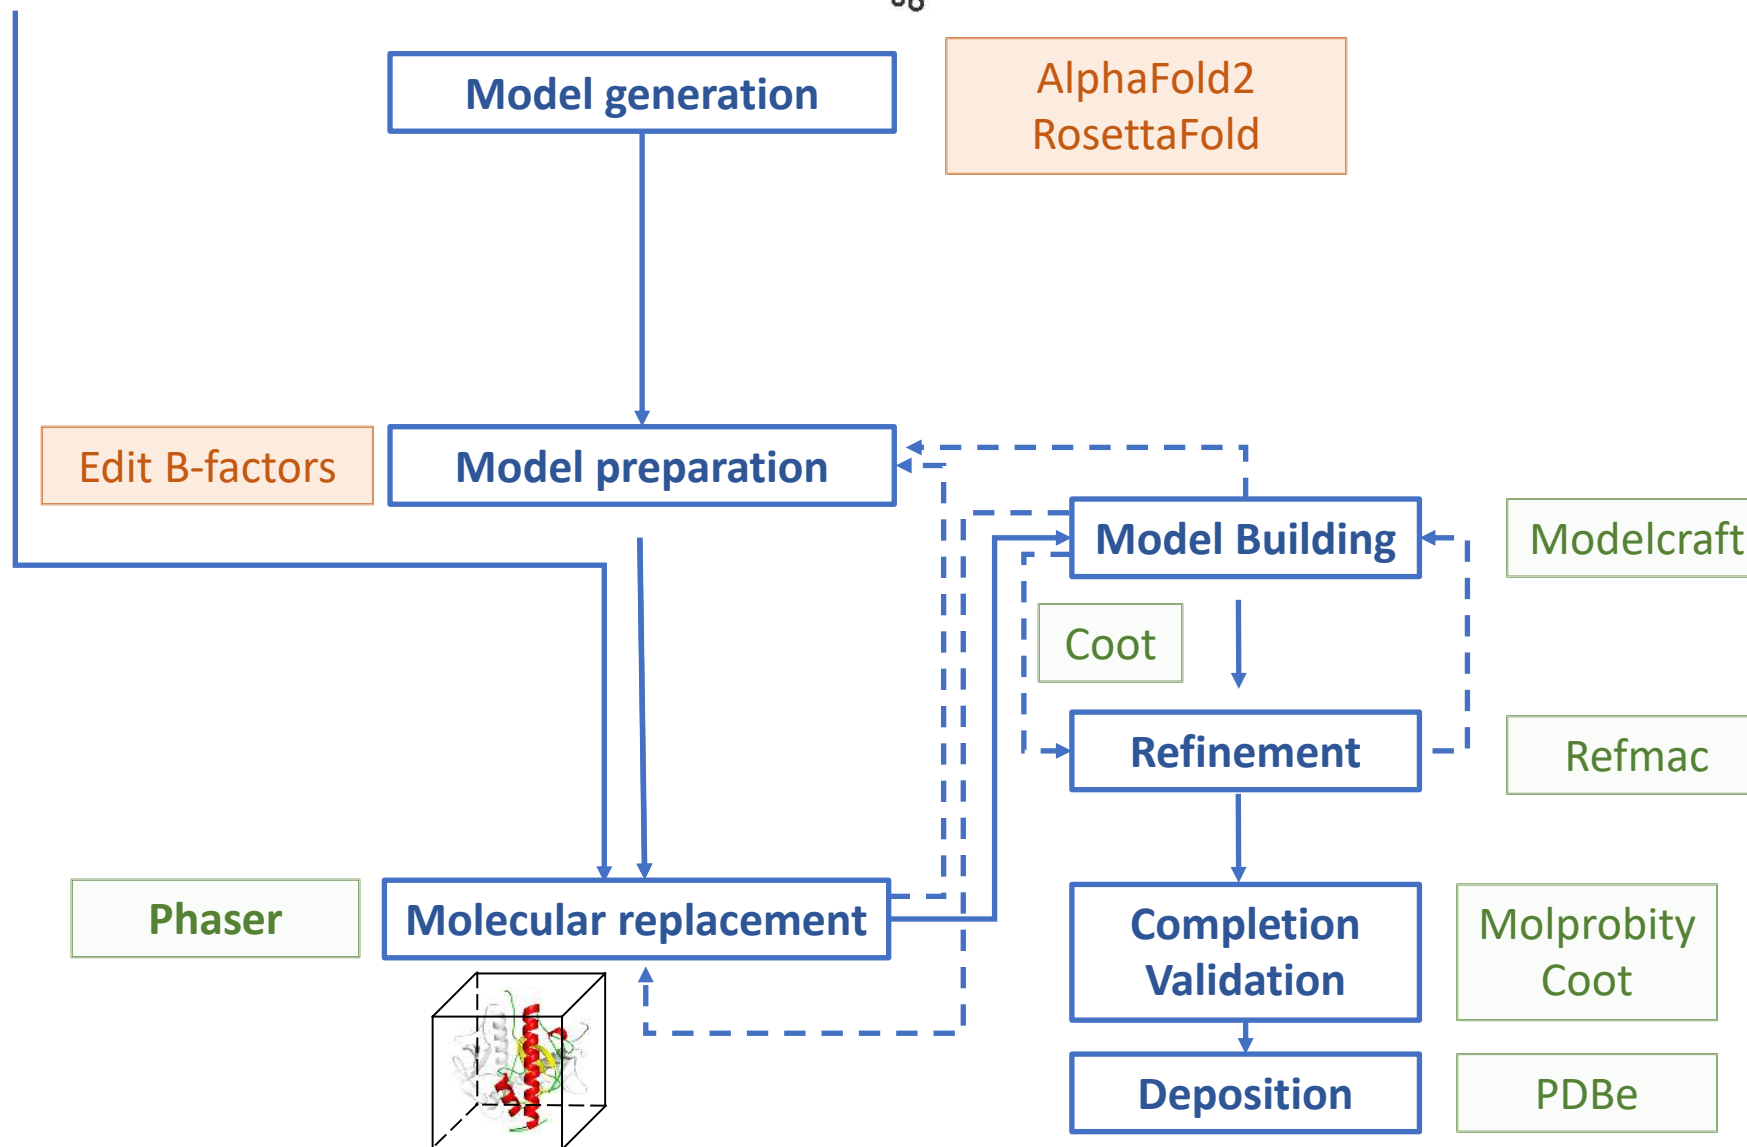 Model generation
AlphaFold2
RosettaFold
Edit B-factors
Model preparation
Model Building
Modelcraft
Coot
Refinement
Refmac
Phaser
Molecular replacement
Completion
Validation
Molprobity
Coot
Deposition
PDBe